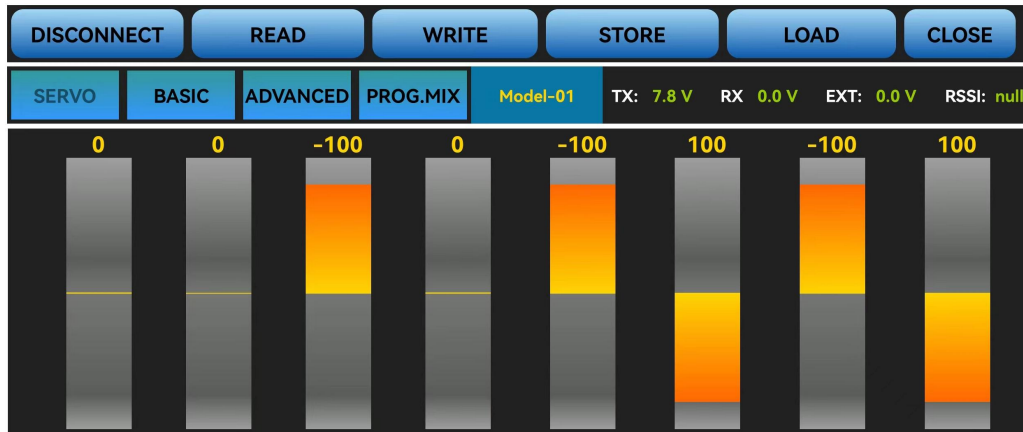 DISCONNECT READ WRITE STORE LOAD CLOSE
SERVO BASIC ADVANCED PROG.MIX Model-01 TX: 7.8 V RX 0.0 V EXT: 0.0 V RSSI: null
0 0 -100 0 -100 100 -100 100